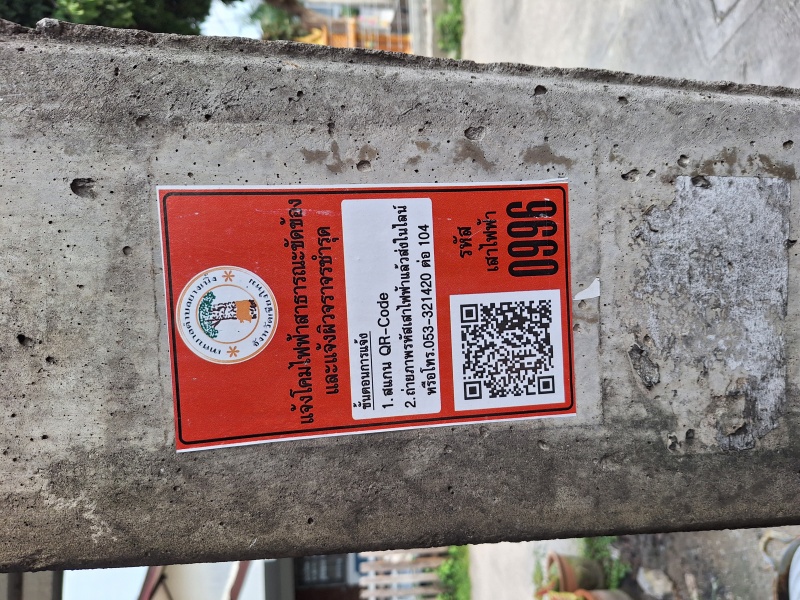 แจ้งโคมไฟฟ้าสาธารณะขัดข้อง
และแจ้งผิวจราจรชำรุด
ขั้นตอนการแจ้ง
1. สแกน QR-Code
2. ถ่ายภาพรหัสเสาไฟฟ้าแล้วส่งในไลน์
หรือโทร.053-321420 ต่อ 104
รหัส
เสาไฟฟ้า
0996